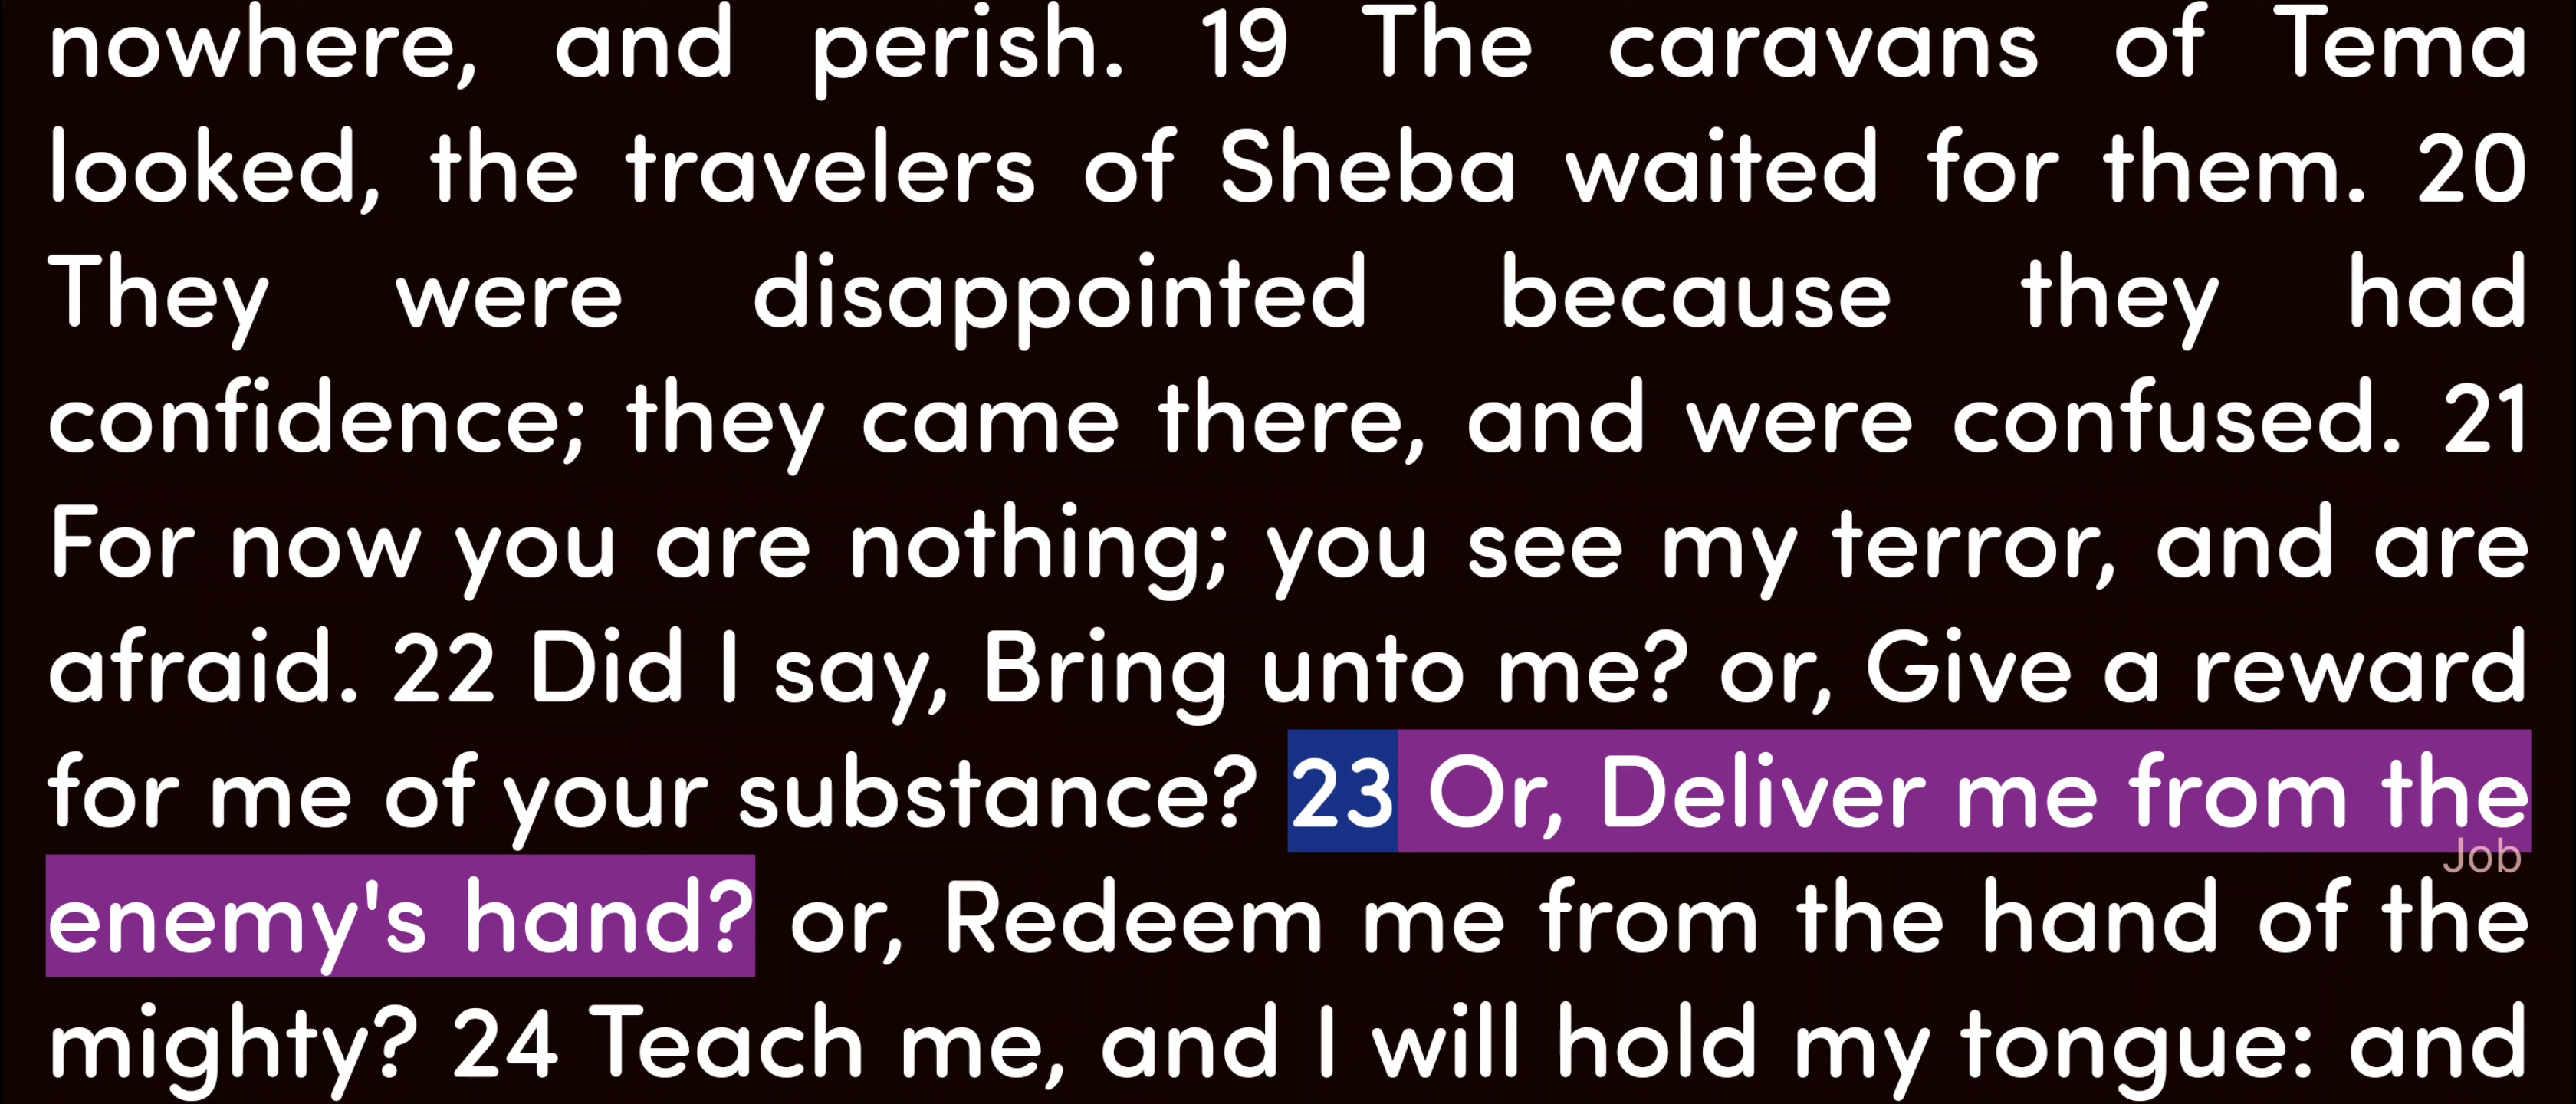 nowhere, and perish. 19 The caravans of Tema
looked, the travelers of Sheba waited for them. 20
They were disappointed because they had
confidence; they came there, and were confused. 21
For now you are nothing; you see my terror, and are
afraid. 22 Did I say, Bring unto me? or, Give a reward
for me of your substance? 23 Or, Deliver me from the
Job
enemy's hand? or, Redeem me from the hand of the
mighty? 24 Teach me, and I will hold my tongue: and